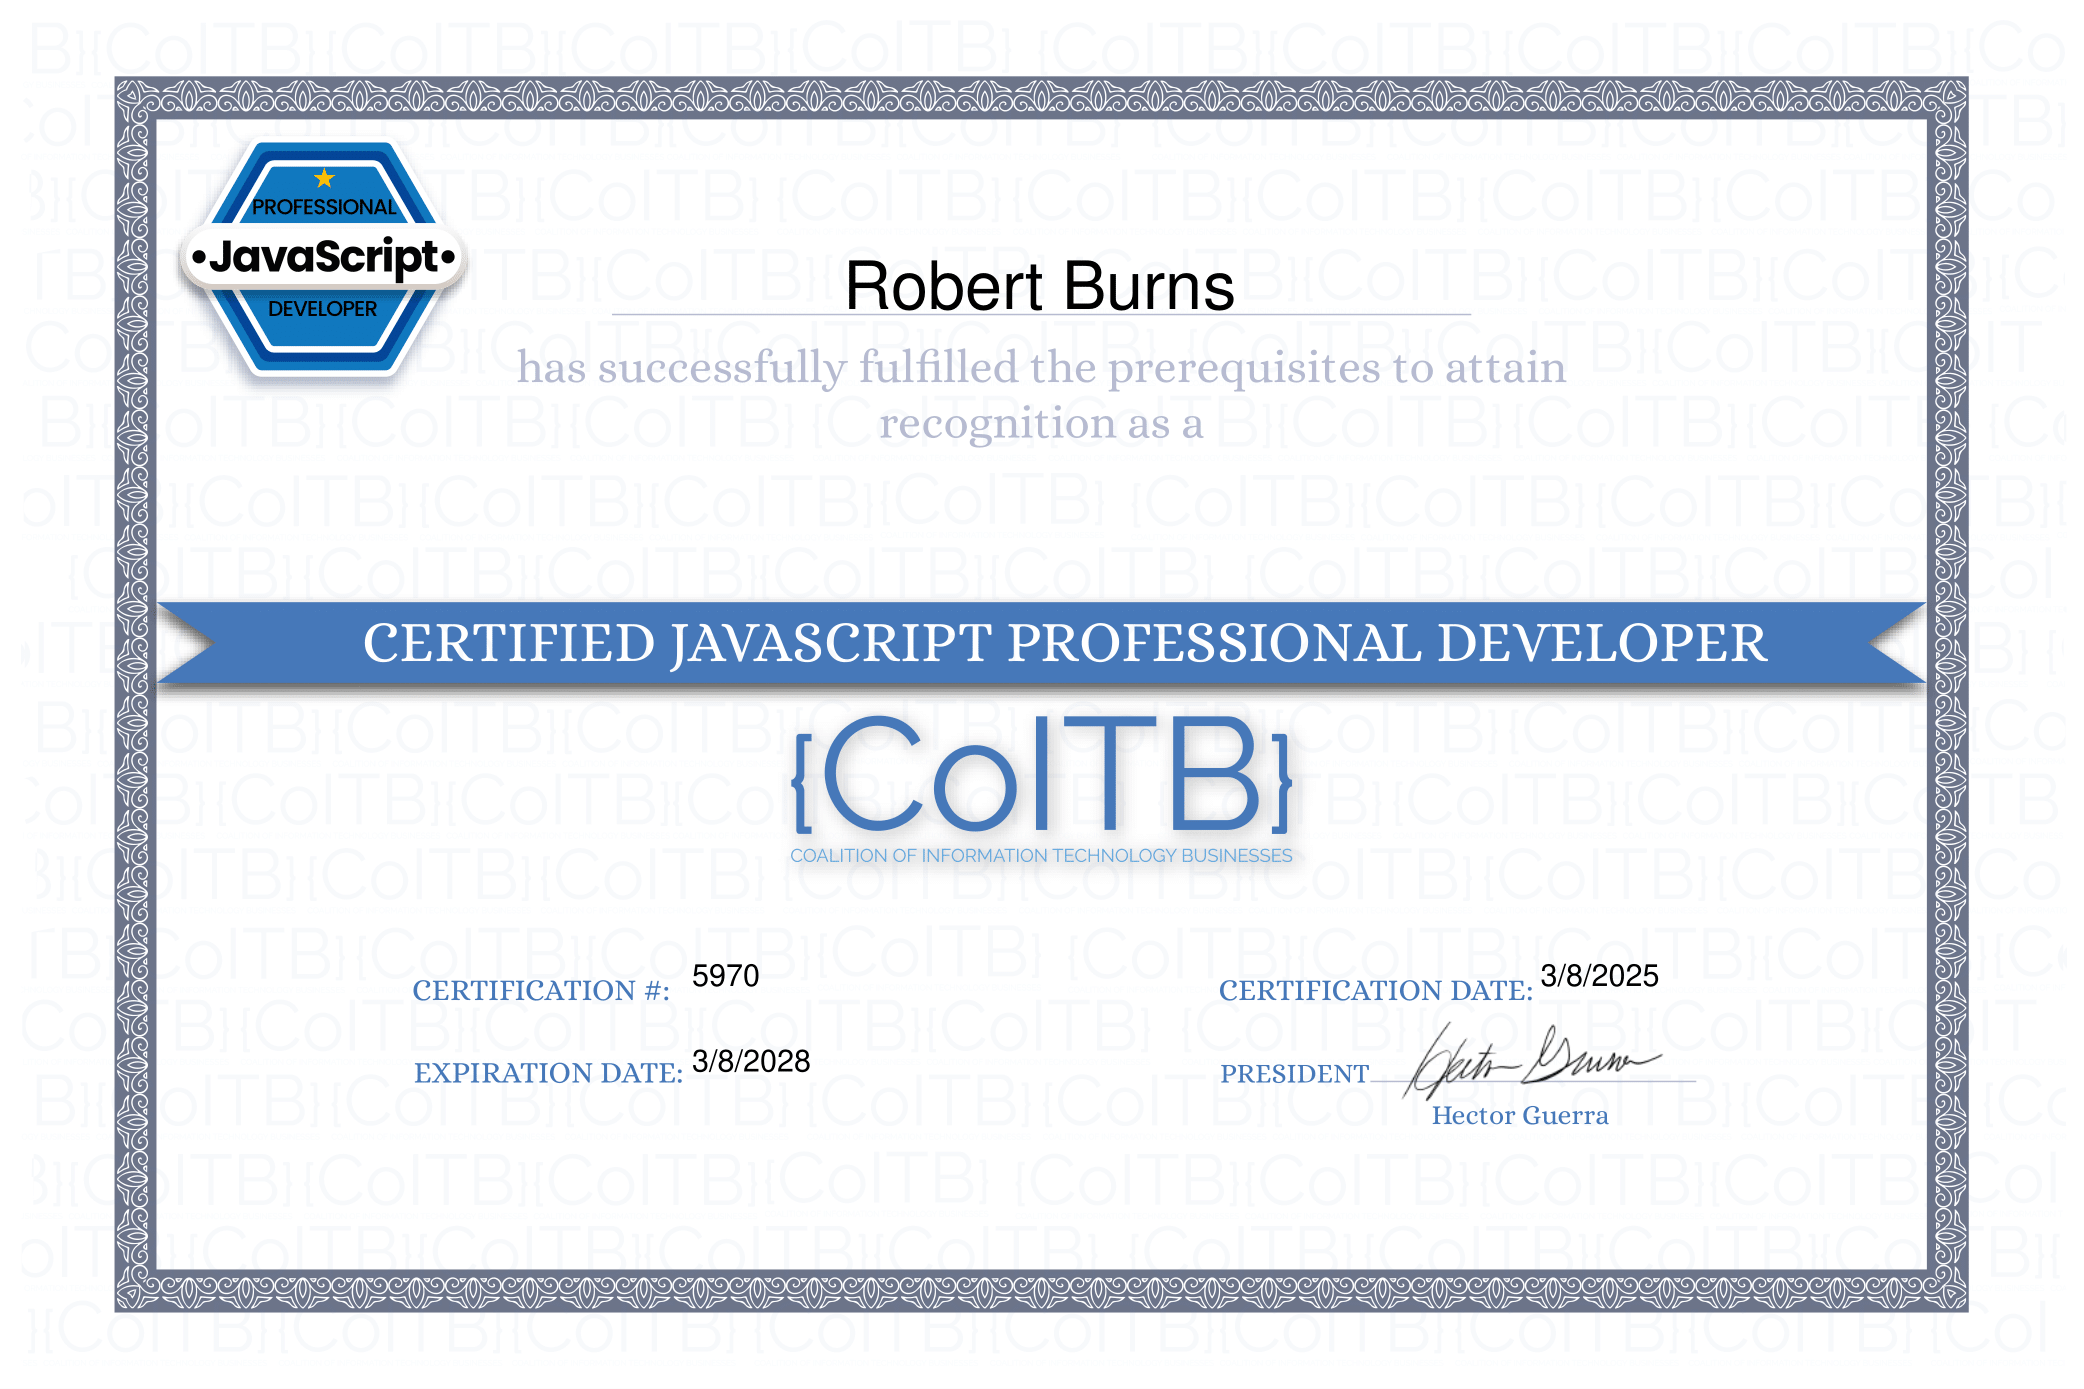 PROFESSIONAL
•JavaScript•
DEVELOPER
Robert Burns
has successfully fulfilled the prerequisites to attain
recognition as a
CERTIFIED JAVASCRIPT PROFESSIONAL DEVELOPER
{CoITB}
COALITION OF INFORMATION TECHNOLOGY BUSINESSES
CERTIFICATION #: 5970
CERTIFICATION DATE: 3/8/2025
EXPIRATION DATE: 3/8/2028
PRESIDENT Hector Guerra
Hector Guerra